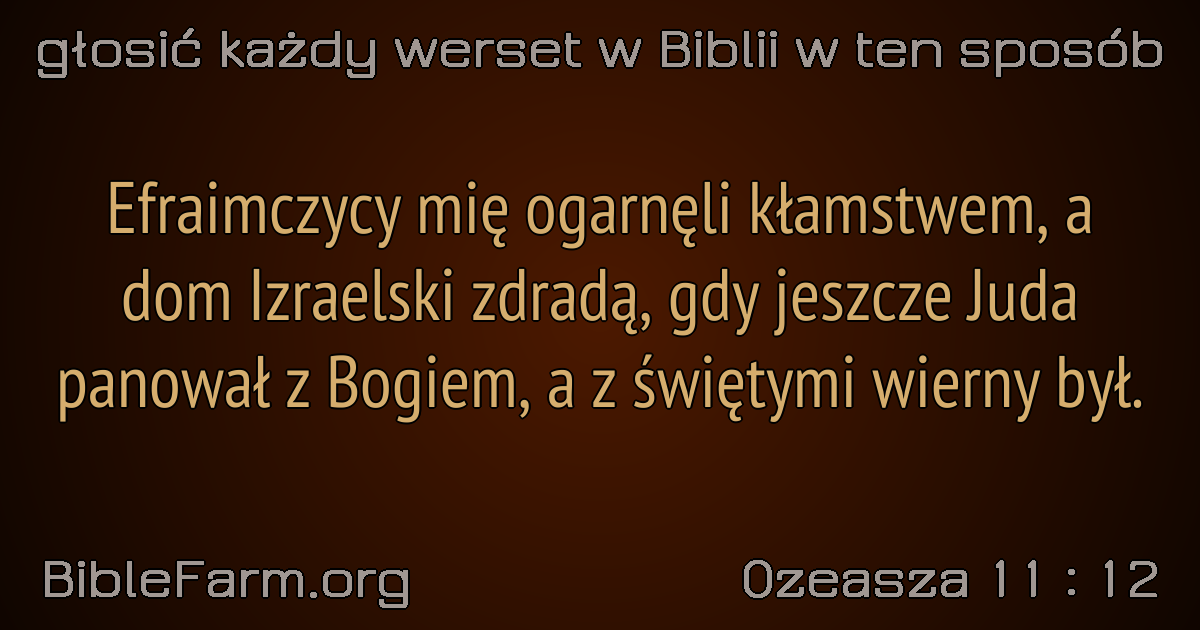 głosić każdy werset w Biblii w ten sposób
Efraimczycy mię ogarnęli kłamstwem, a
dom Izraelski zdradą, gdy jeszcze Juda
panował z Bogiem, a z świętymi wierny był.
BibleFarm.org
Ozeasza 11 : 12